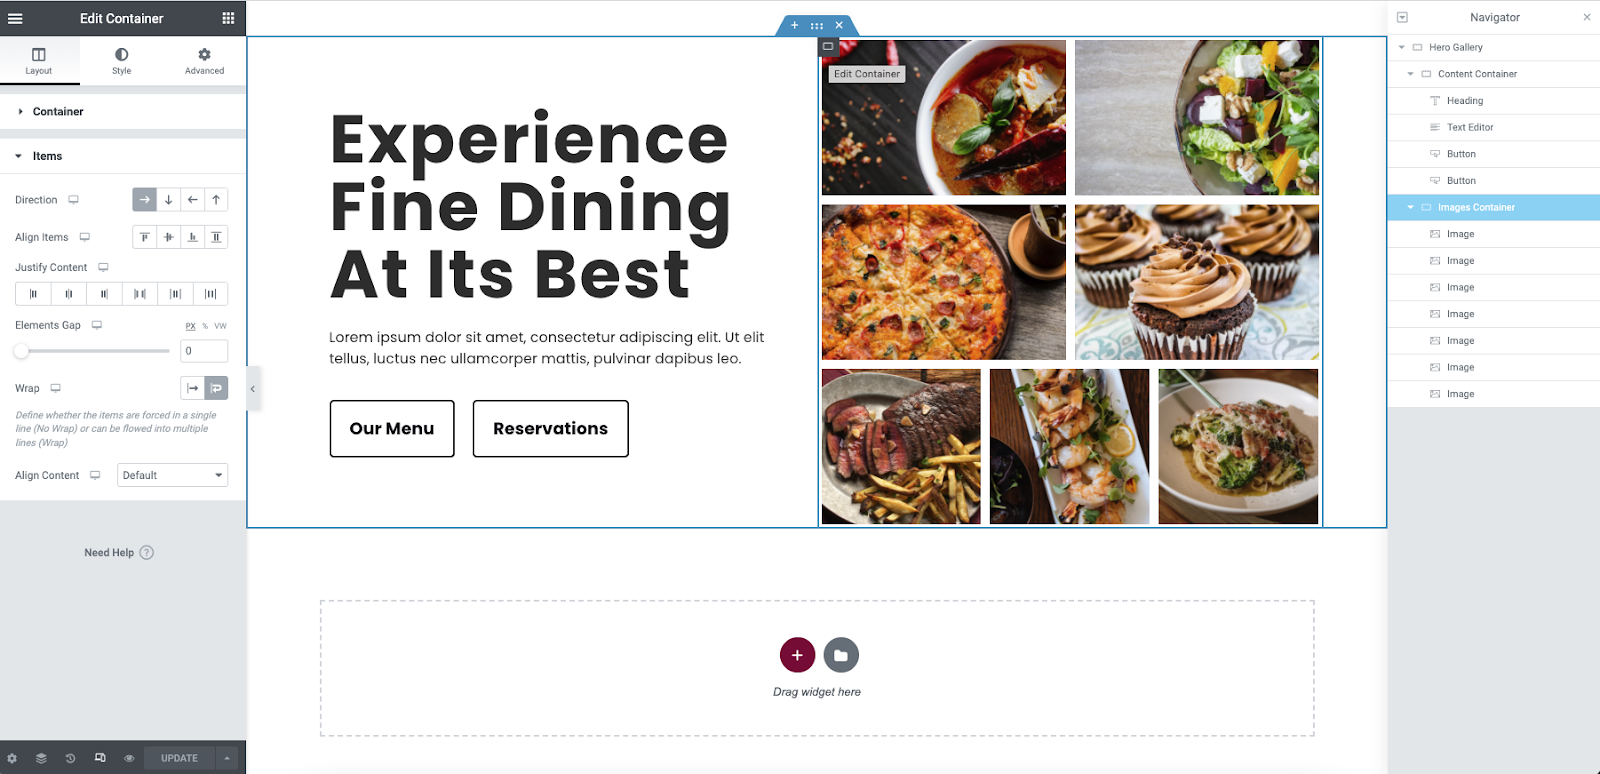 Edit Container
Layout
Style
Advanced
Container
Items
Direction
Align Items
Justify Content
Elements Gap
PX % VW
0
Wrap
Define whether the items are forced in a single
line (No Wrap) or can be flowed into multiple
lines (Wrap)
Align Content
Default
Need Help ?
UPDATE
Edit Container
Experience
Fine Dining
At Its Best
Lorem ipsum dolor sit amet, consectetur adipiscing elit. Ut elit
tellus, luctus nec ullamcorper mattis, pulvinar dapibus leo.
Our Menu
Reservations
Drag widget here
Navigator
Hero Gallery
Content Container
Heading
Text Editor
Button
Button
Images Container
Image
Image
Image
Image
Image
Image
Image